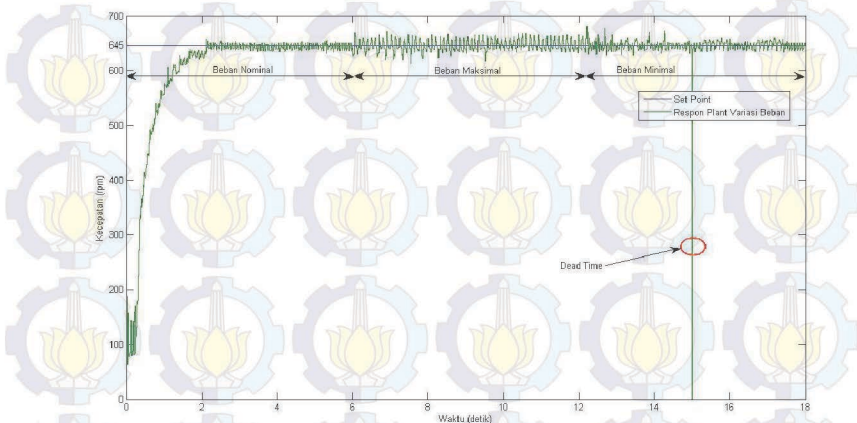 700
645
600
500
400
300
200
100
0
Kecepatan (rpm)
Beban Nominal
Beban Maksimal
Beban Minimal
Set Point
Respon Plant Variasi Beban
Dead Time
0 2 4 6 8 10 12 14 16 18
Waktu (detik)